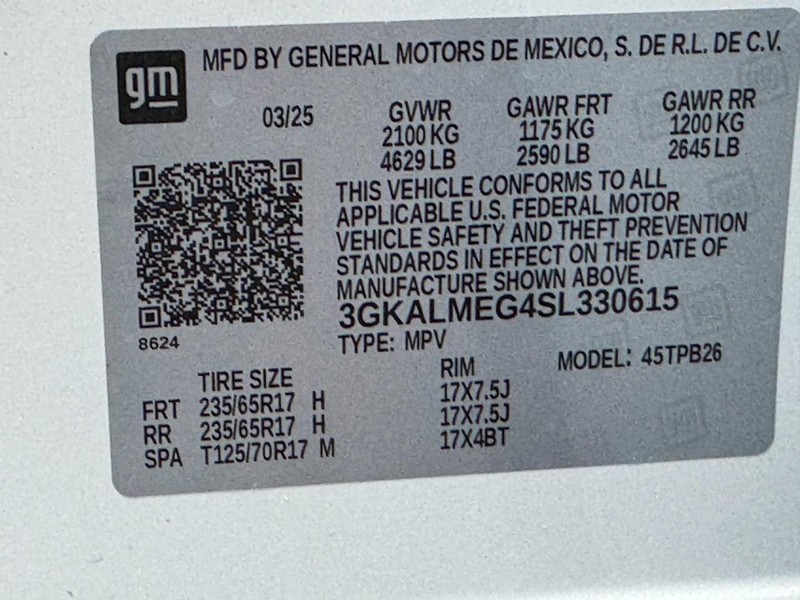 gm
MFD BY GENERAL MOTORS DE MEXICO, S. DE R.L. DE C.V.
03/25 GVWR GAWR FRT GAWR RR
2100 KG 1175 KG 1200 KG
4629 LB 2590 LB 2645 LB
THIS VEHICLE CONFORMS TO ALL
APPLICABLE U.S. FEDERAL MOTOR
VEHICLE SAFETY AND THEFT PREVENTION
STANDARDS IN EFFECT ON THE DATE OF
MANUFACTURE SHOWN ABOVE.
3GKALMEG4SL330615
8624
TYPE: MPV
MODEL: 45TPB26
TIRE SIZE RIM
FRT 235/65R17 H 17X7.5J
RR 235/65R17 H 17X7.5J
SPA T125/70R17 M 17X4BT